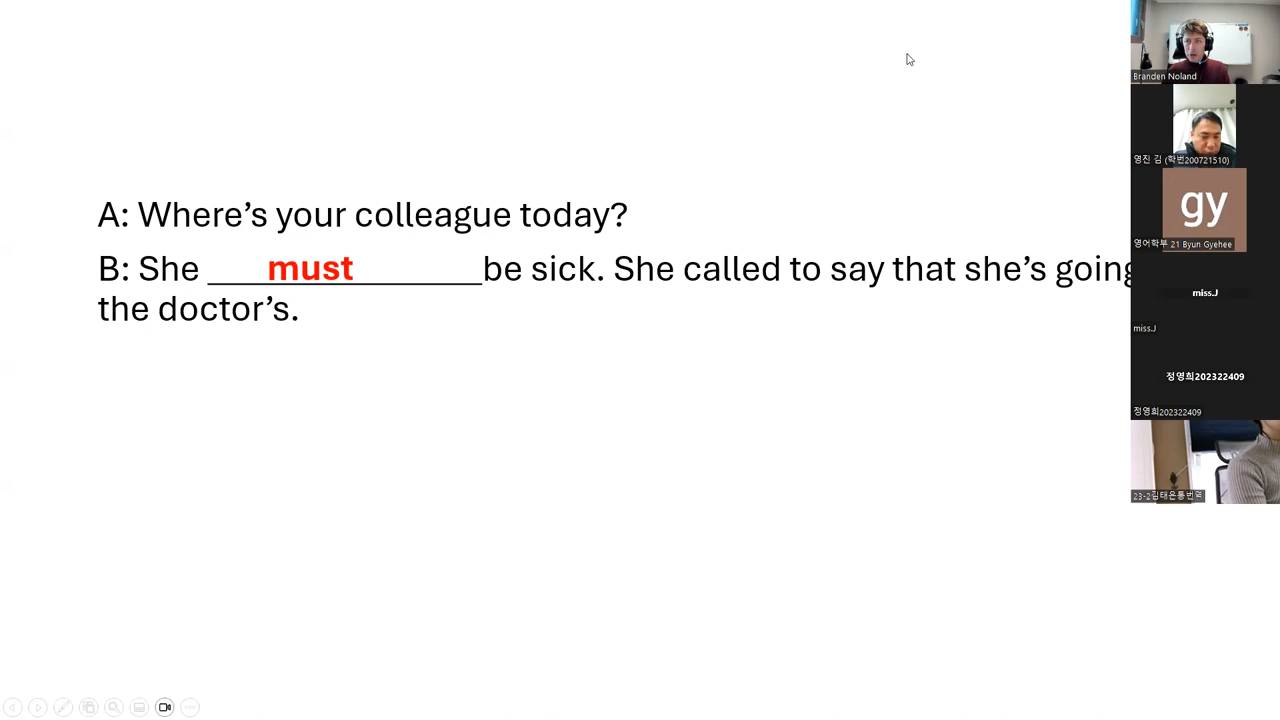 A: Where's your colleague today?
B: She must be sick. She called to say that she's going
the doctor's.
Branden Noland
영진 김 (학번200721510)
gy
영어학부 21 Byun Gyehee
miss.J
miss.J
정영희202322409
정영희202322409
23-2김태은통번역